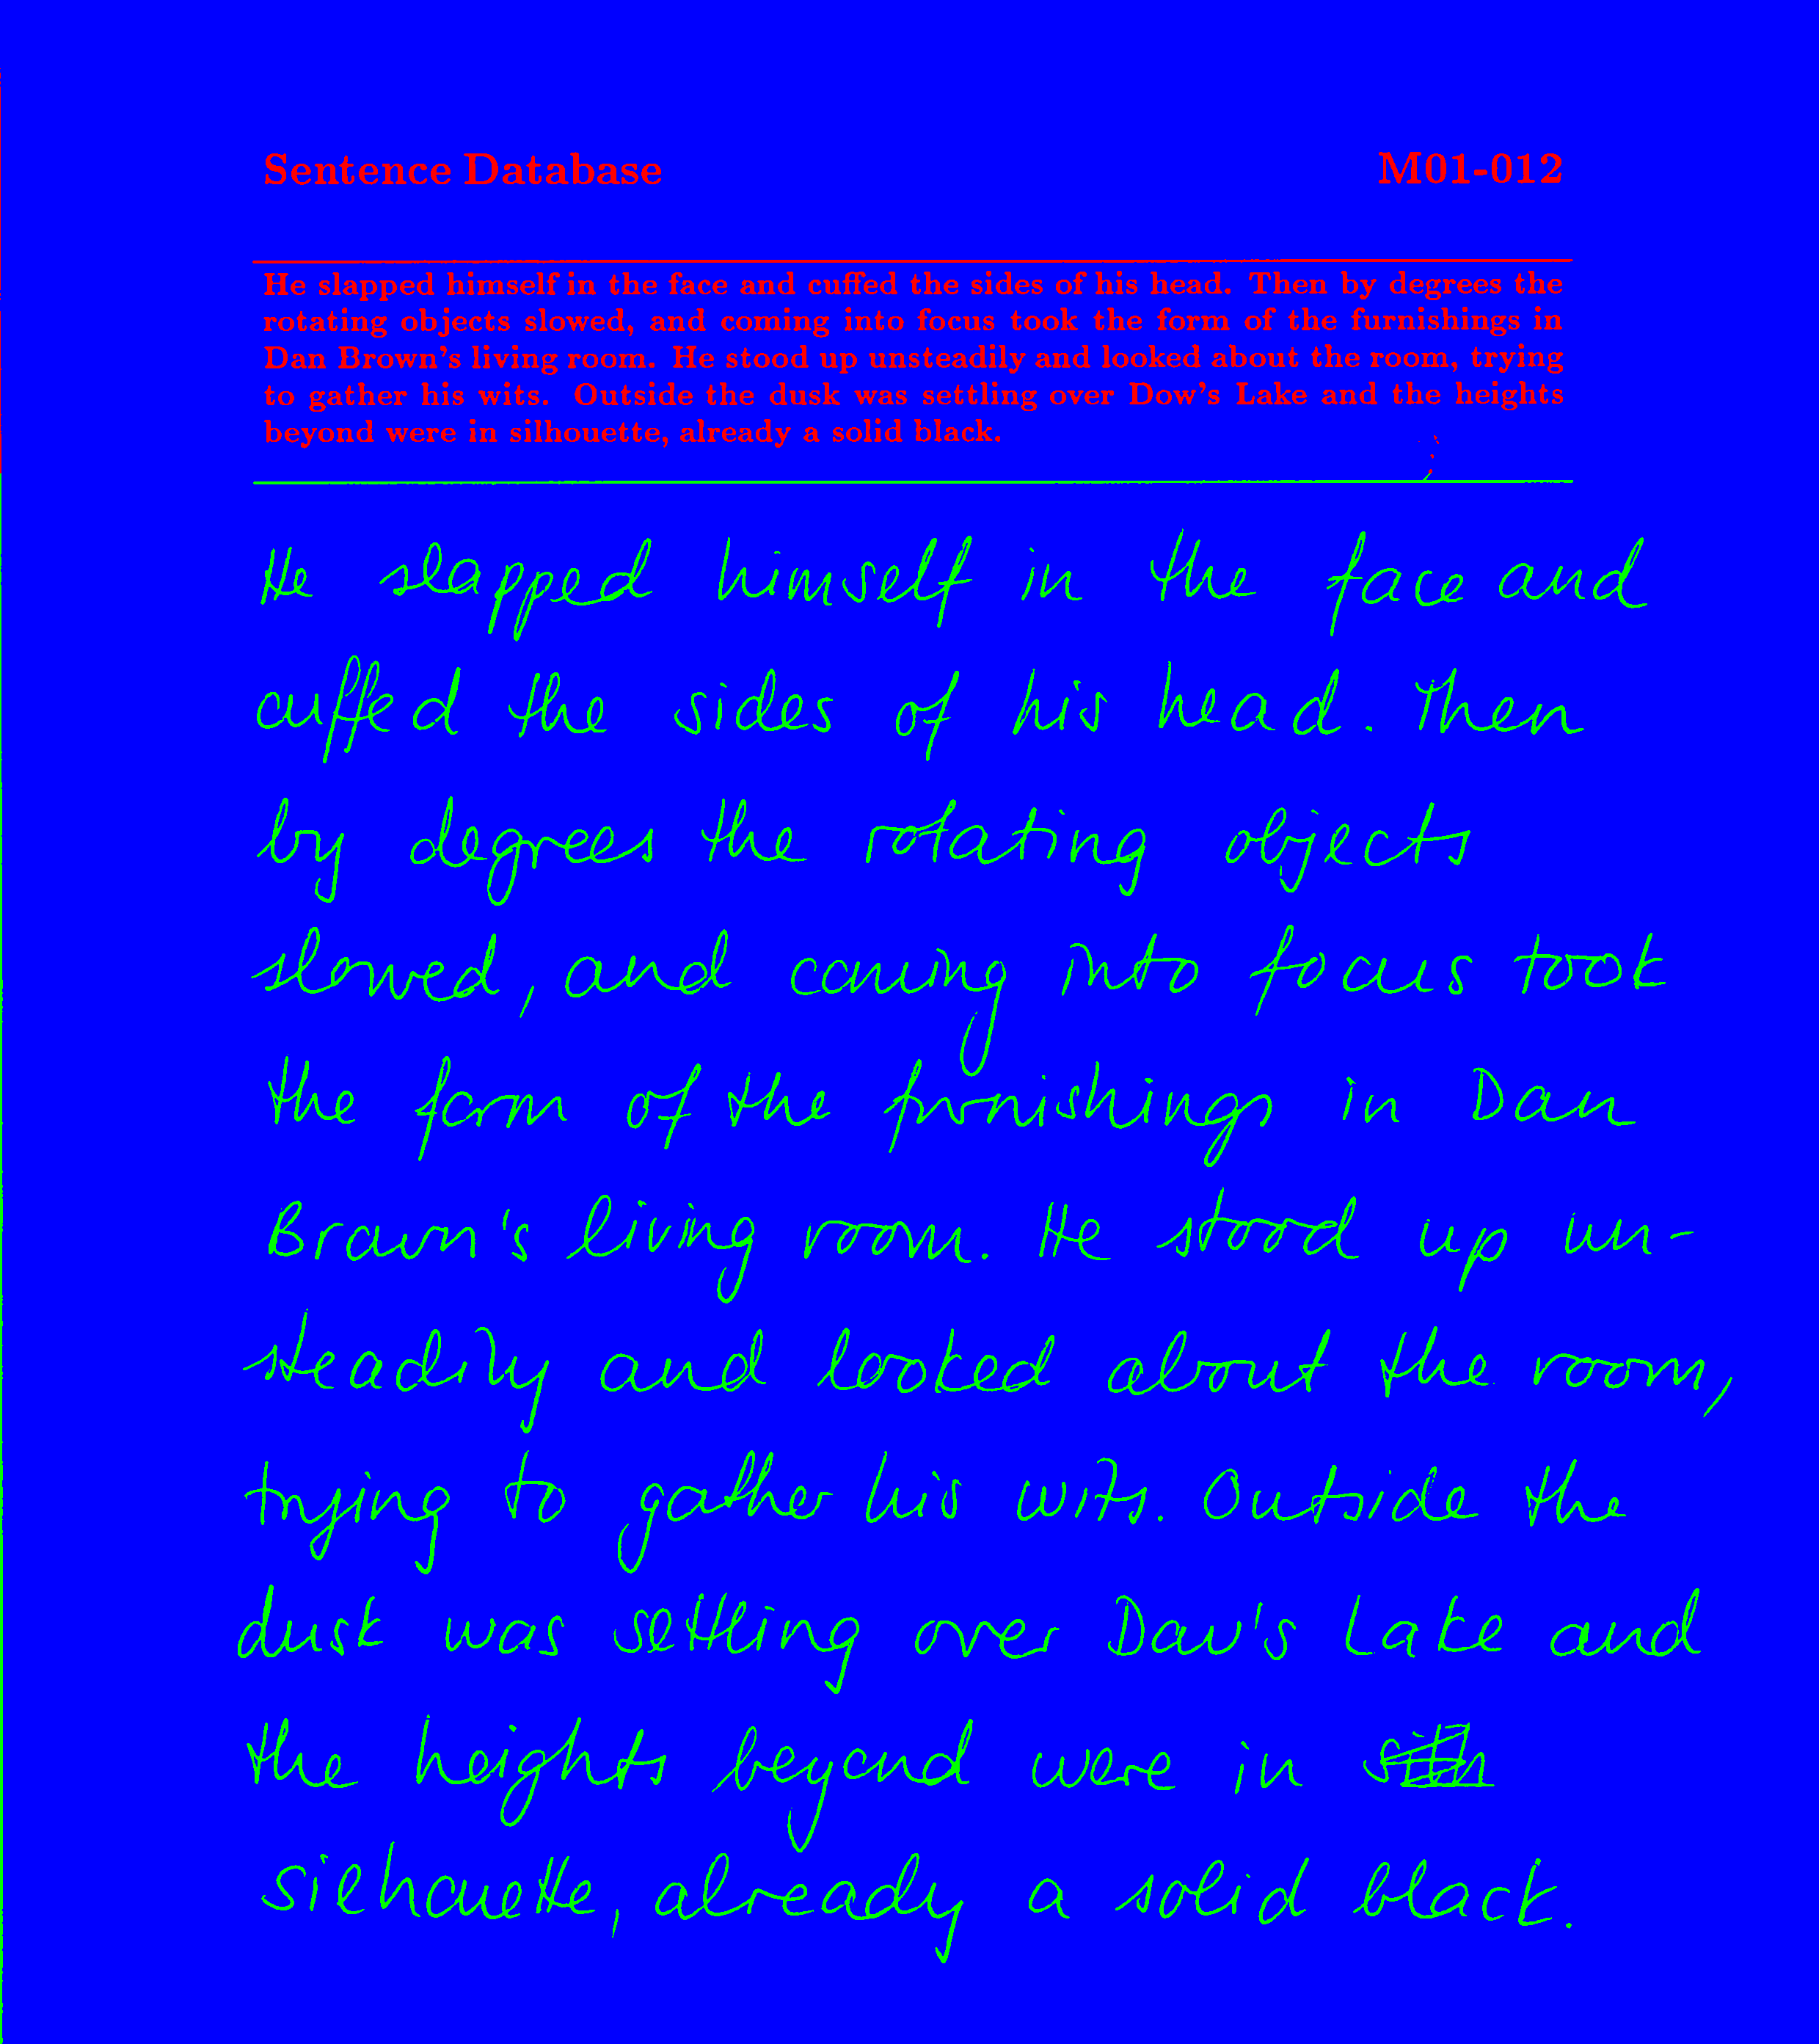 Sentence Database M01-012
He slapped himself in the face and cuffed the sides of his head. Then by degrees the
rotating objects slowed, and coming into focus took the form of the furnishings in
Dan Brown's living room. He stood up unsteadily and looked about the room, trying
to gather his wits. Outside the dusk was settling over Dow's Lake and the heights
beyond were in silhouette, already a solid black.
He slapped himself in the face and
cuffed the sides of his head. Then
by degrees the rotating objects
slowed, and coming into focus took
the form of the furnishings in Dan
Brown's living room. He stood up un-
steadily and looked about the room,
trying to gather his wits. Outside the
dusk was settling over Dow's Lake and
the heights beyond were in
silhouette, already a solid black.